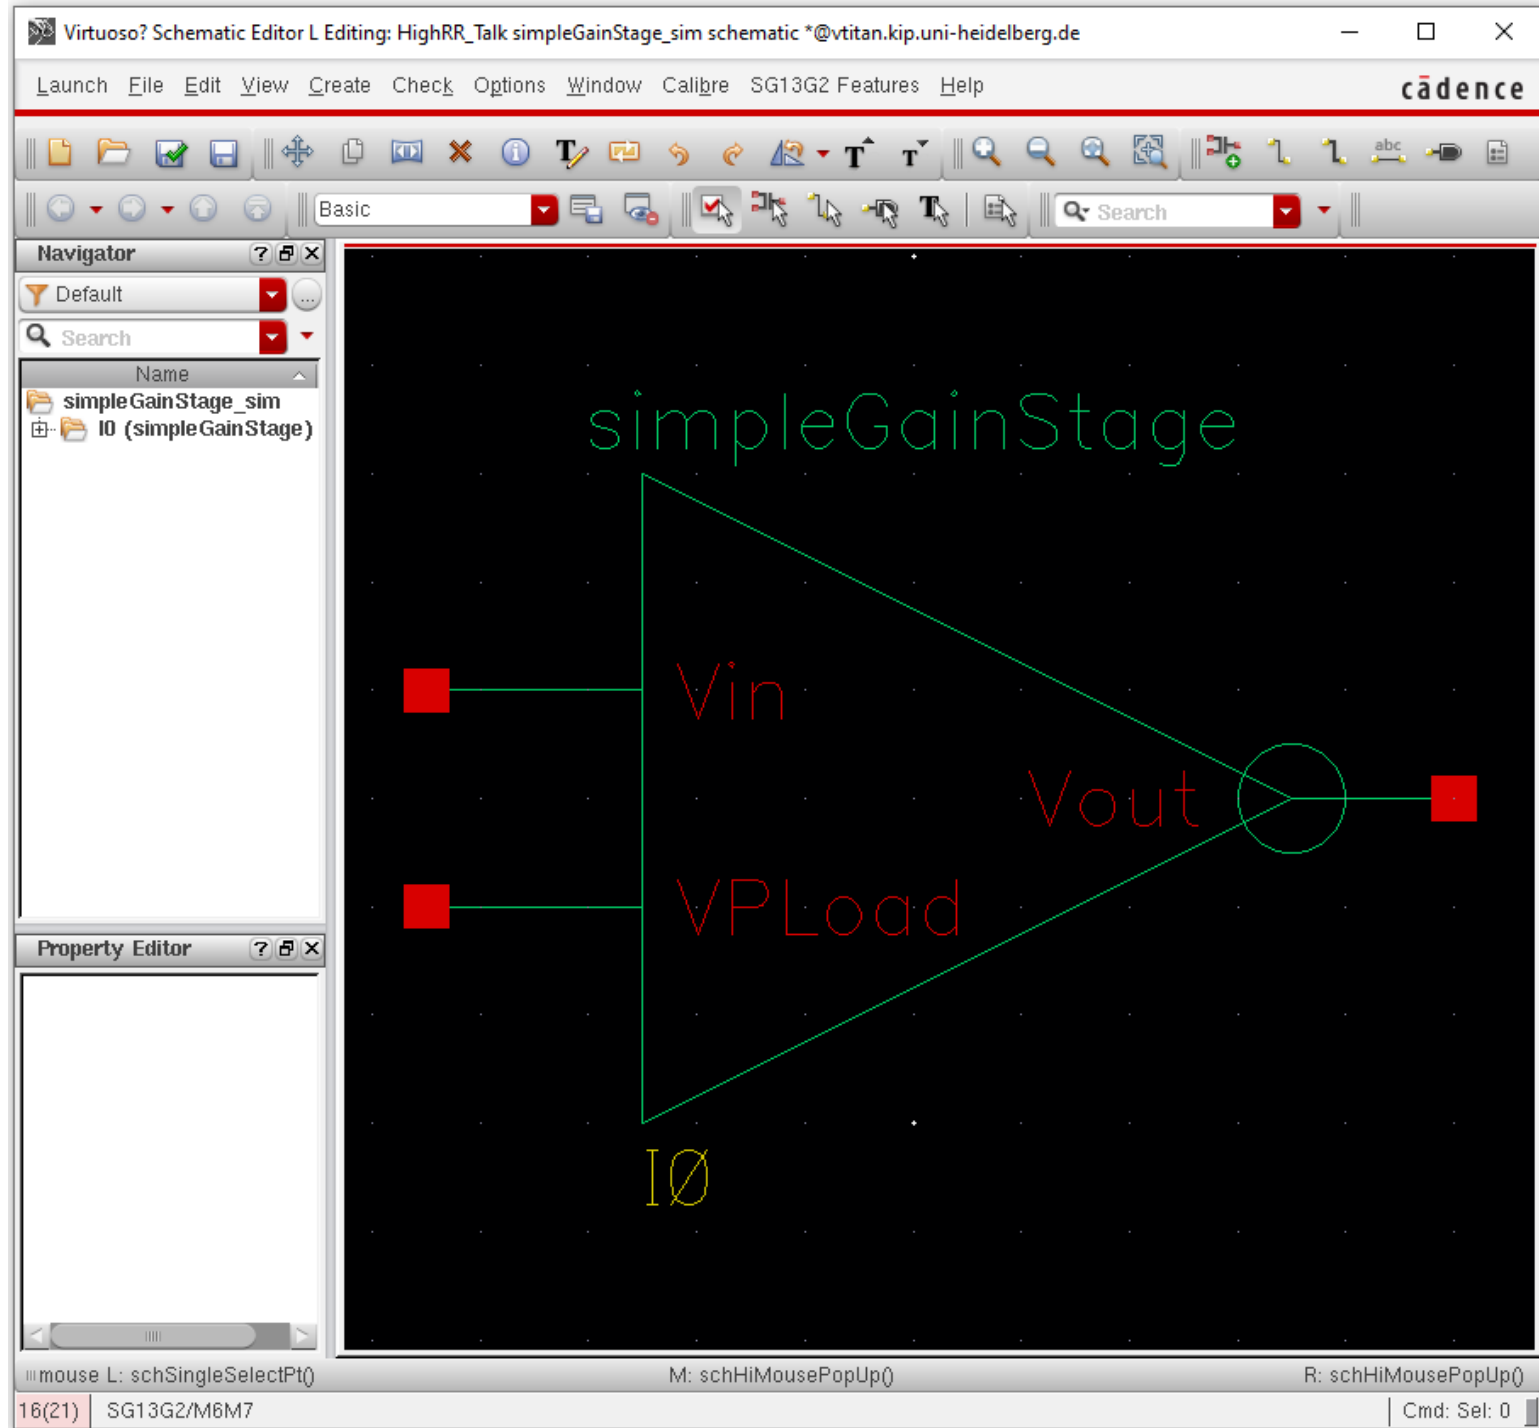 Virtuoso? Schematic Editor L Editing: HighRR_Talk simpleGainStage_sim schematic *@vtitan.kip.uni-heidelberg.de
Launch File Edit View Create Check Options Window Calibre SG13G2 Features Help cādence
abc
Basic Search
Navigator
Default
Search
Name
simpleGainStage_sim
I0 (simpleGainStage)
simpleGainStage
Vin
Vout
VPLoad
I0
Property Editor
mouse L: schSingleSelectPt() M: schHiMousePopUp() R: schHiMousePopUp()
16(21) SG13G2/M6M7 Cmd: Sel: 0